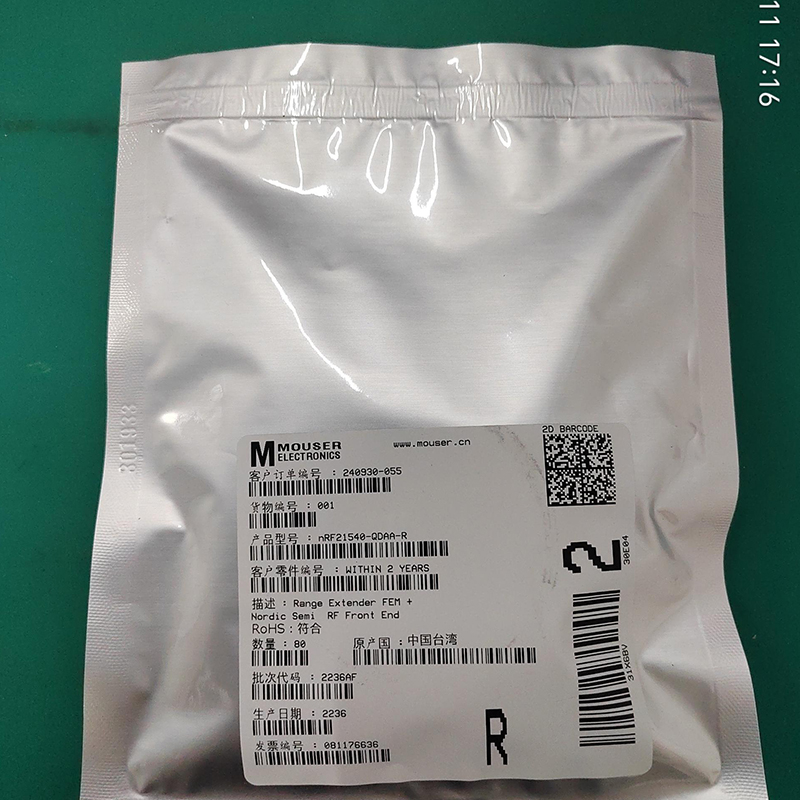 11 17:16
301933
MOUSER
ELECTRONICS
www.mouser.cn
2D BARCODE
客户订单编号 : 240930-055
货物编号 : 001
产品型号 : nRF21540-QDAA-R
客户零件编号 : WITHIN 2 YEARS
描述 : Range Extender FEM +
Nordic Semi RF Front End
RoHS : 符合
数量 : 80
原产国 : 中国台湾
批次代码 : 2236AF
生产日期 : 2236
发票编号 : 081176636
R
2
30E04
31X68V